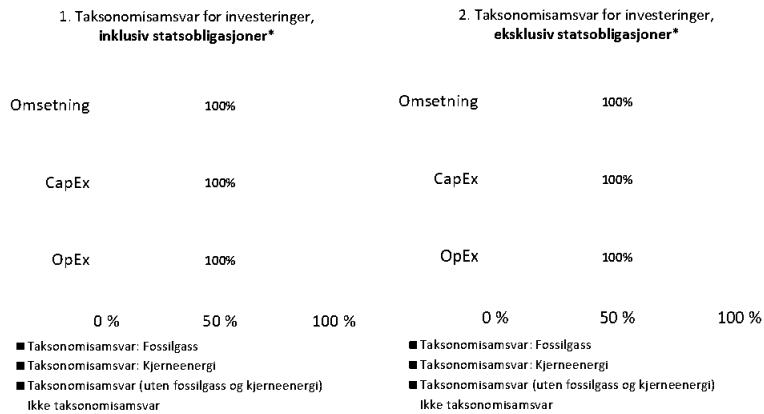 1. Taksonomisamsvar for investeringer,
inklusiv statsobligasjoner*
Omsetning 100%
CapEx 100%
OpEx 100%
0 % 50 % 100 %
Taksonomisamsvar: Fossilgass
Taksonomisamsvar: Kjerneenergi
Taksonomisamsvar (uten fossilgass og kjerneenergi)
Ikke taksonomisamsvar
2. Taksonomisamsvar for investeringer,
eksklusiv statsobligasjoner*
Omsetning 100%
CapEx 100%
OpEx 100%
0 % 50 % 100 %
Taksonomisamsvar: Fossilgass
Taksonomisamsvar: Kjerneenergi
Taksonomisamsvar (uten fossilgass og kjerneenergi)
Ikke taksonomisamsvar